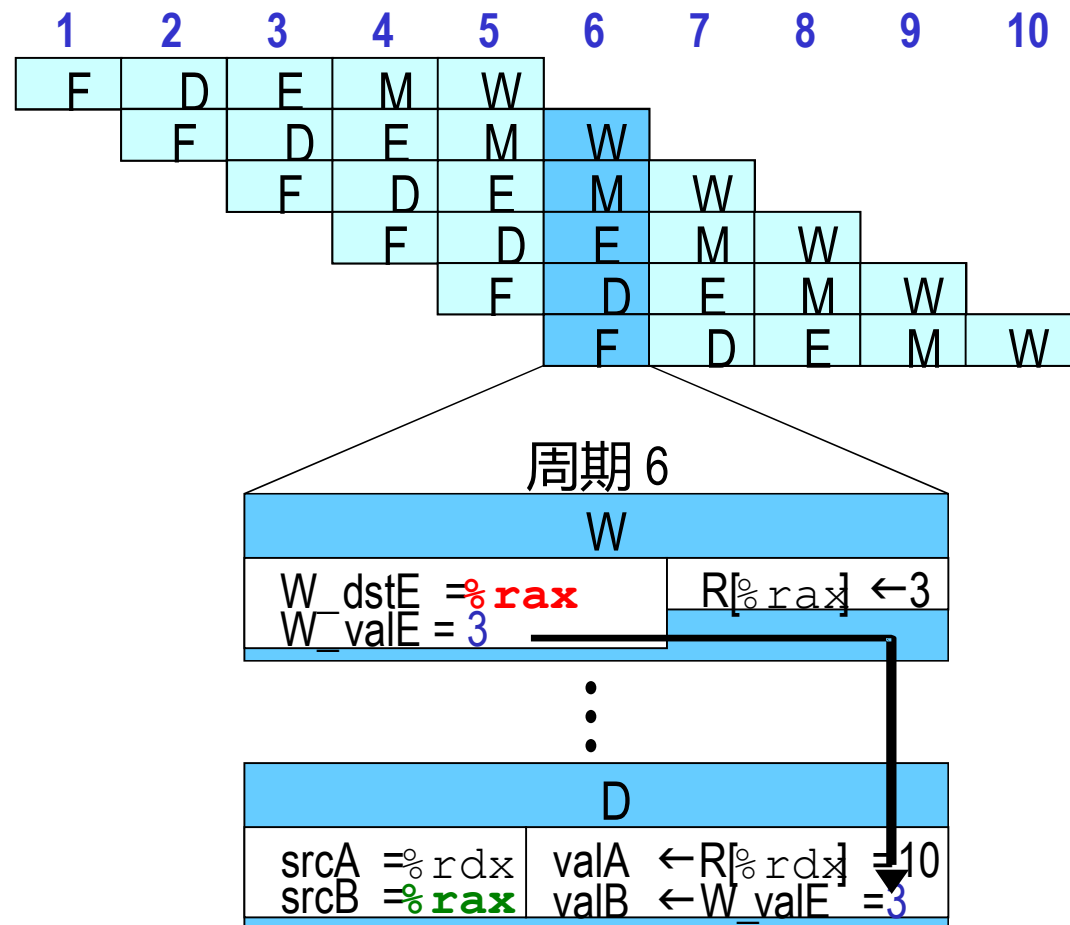 1 2 3 4 5 6 7 8 9 10
F D E M W
F D E M W
F D E M W
F D E M W
F D E M W
F D E M W
周期 6
W
W_dstE =%rax R[%rax] ←3
W_valE = 3
D
srcA =%rdx valA ←R[%rdx] =10
srcB =%rax valB ←W_valE =3